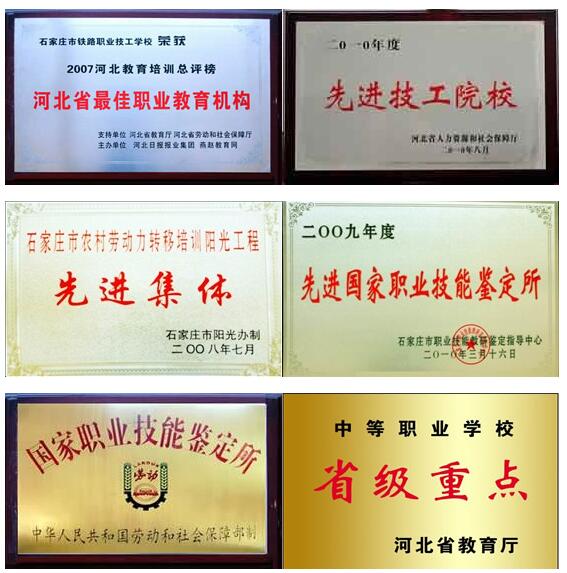 石家庄市铁路职业技工学校 荣获
2007河北教育培训总评榜
河北省最佳职业教育机构
支持单位 河北省教育厅 河北省劳动和社会保障厅
主办单位 河北日报报业集团 燕赵教育网
二0一0年度
先进技工院校
河北省人力资源和社会保障厅
二0一0年八月
石家庄市农村劳动力转移培训阳光工程
先进集体
石家庄市阳光办制
二〇〇八年七月
二〇〇九年度
先进国家职业技能鉴定所
石家庄市职业技能教研鉴定指导中心
二〇一〇年三月十六日
国家职业技能鉴定所
劳动
中华人民共和国劳动和社会保障部制
中等职业学校
省级重点
河北省教育厅